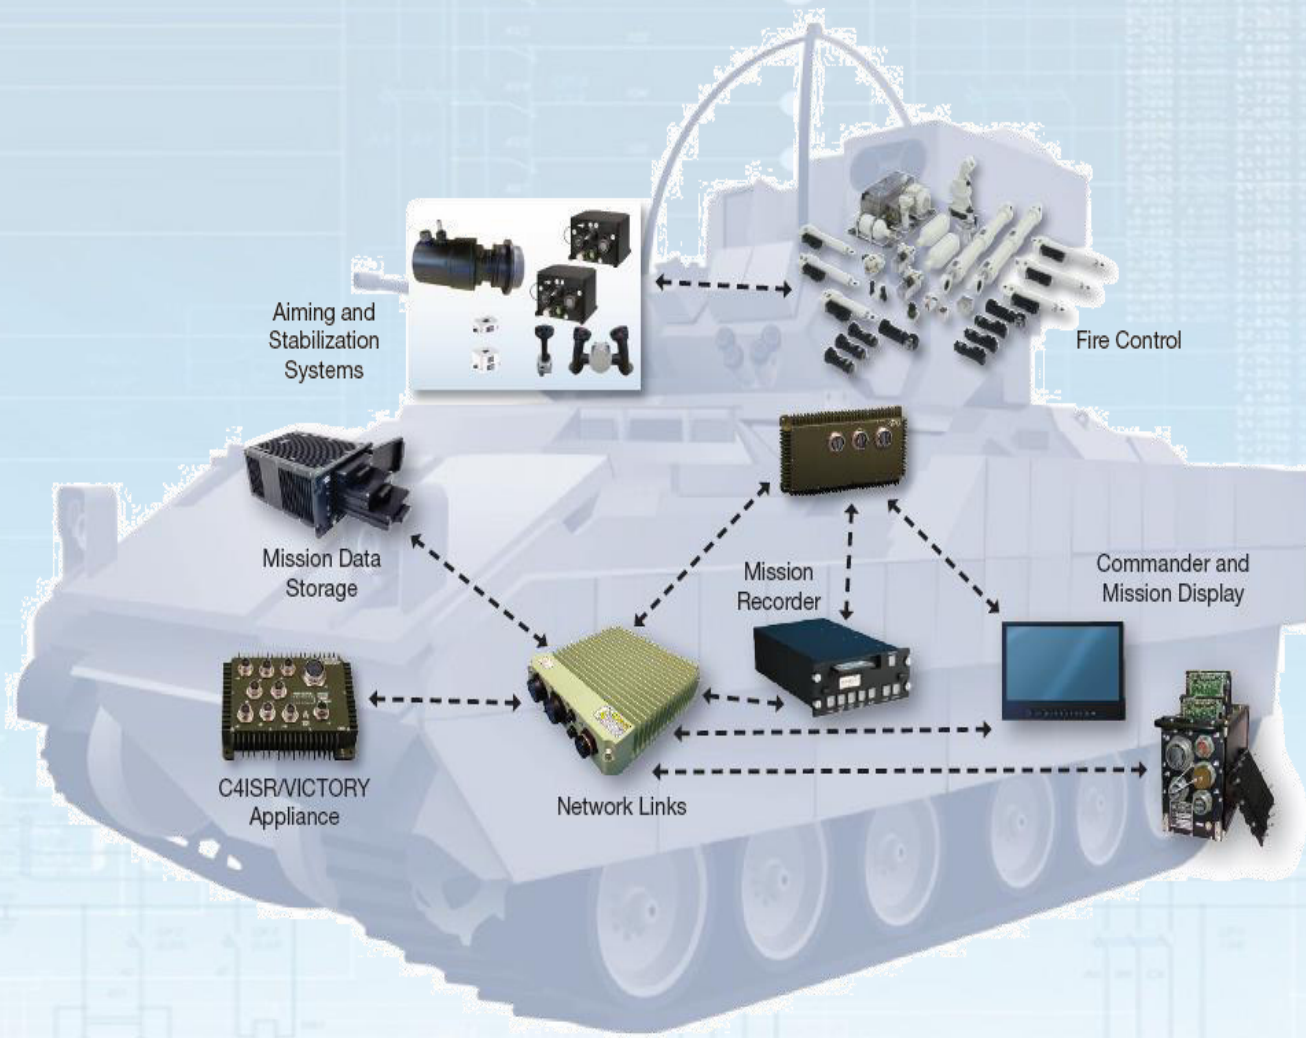 Aiming and
Stabilization
Systems
Fire Control
Mission Data
Storage
Mission
Recorder
Commander and
Mission Display
C4ISR/VICTORY
Appliance
Network Links